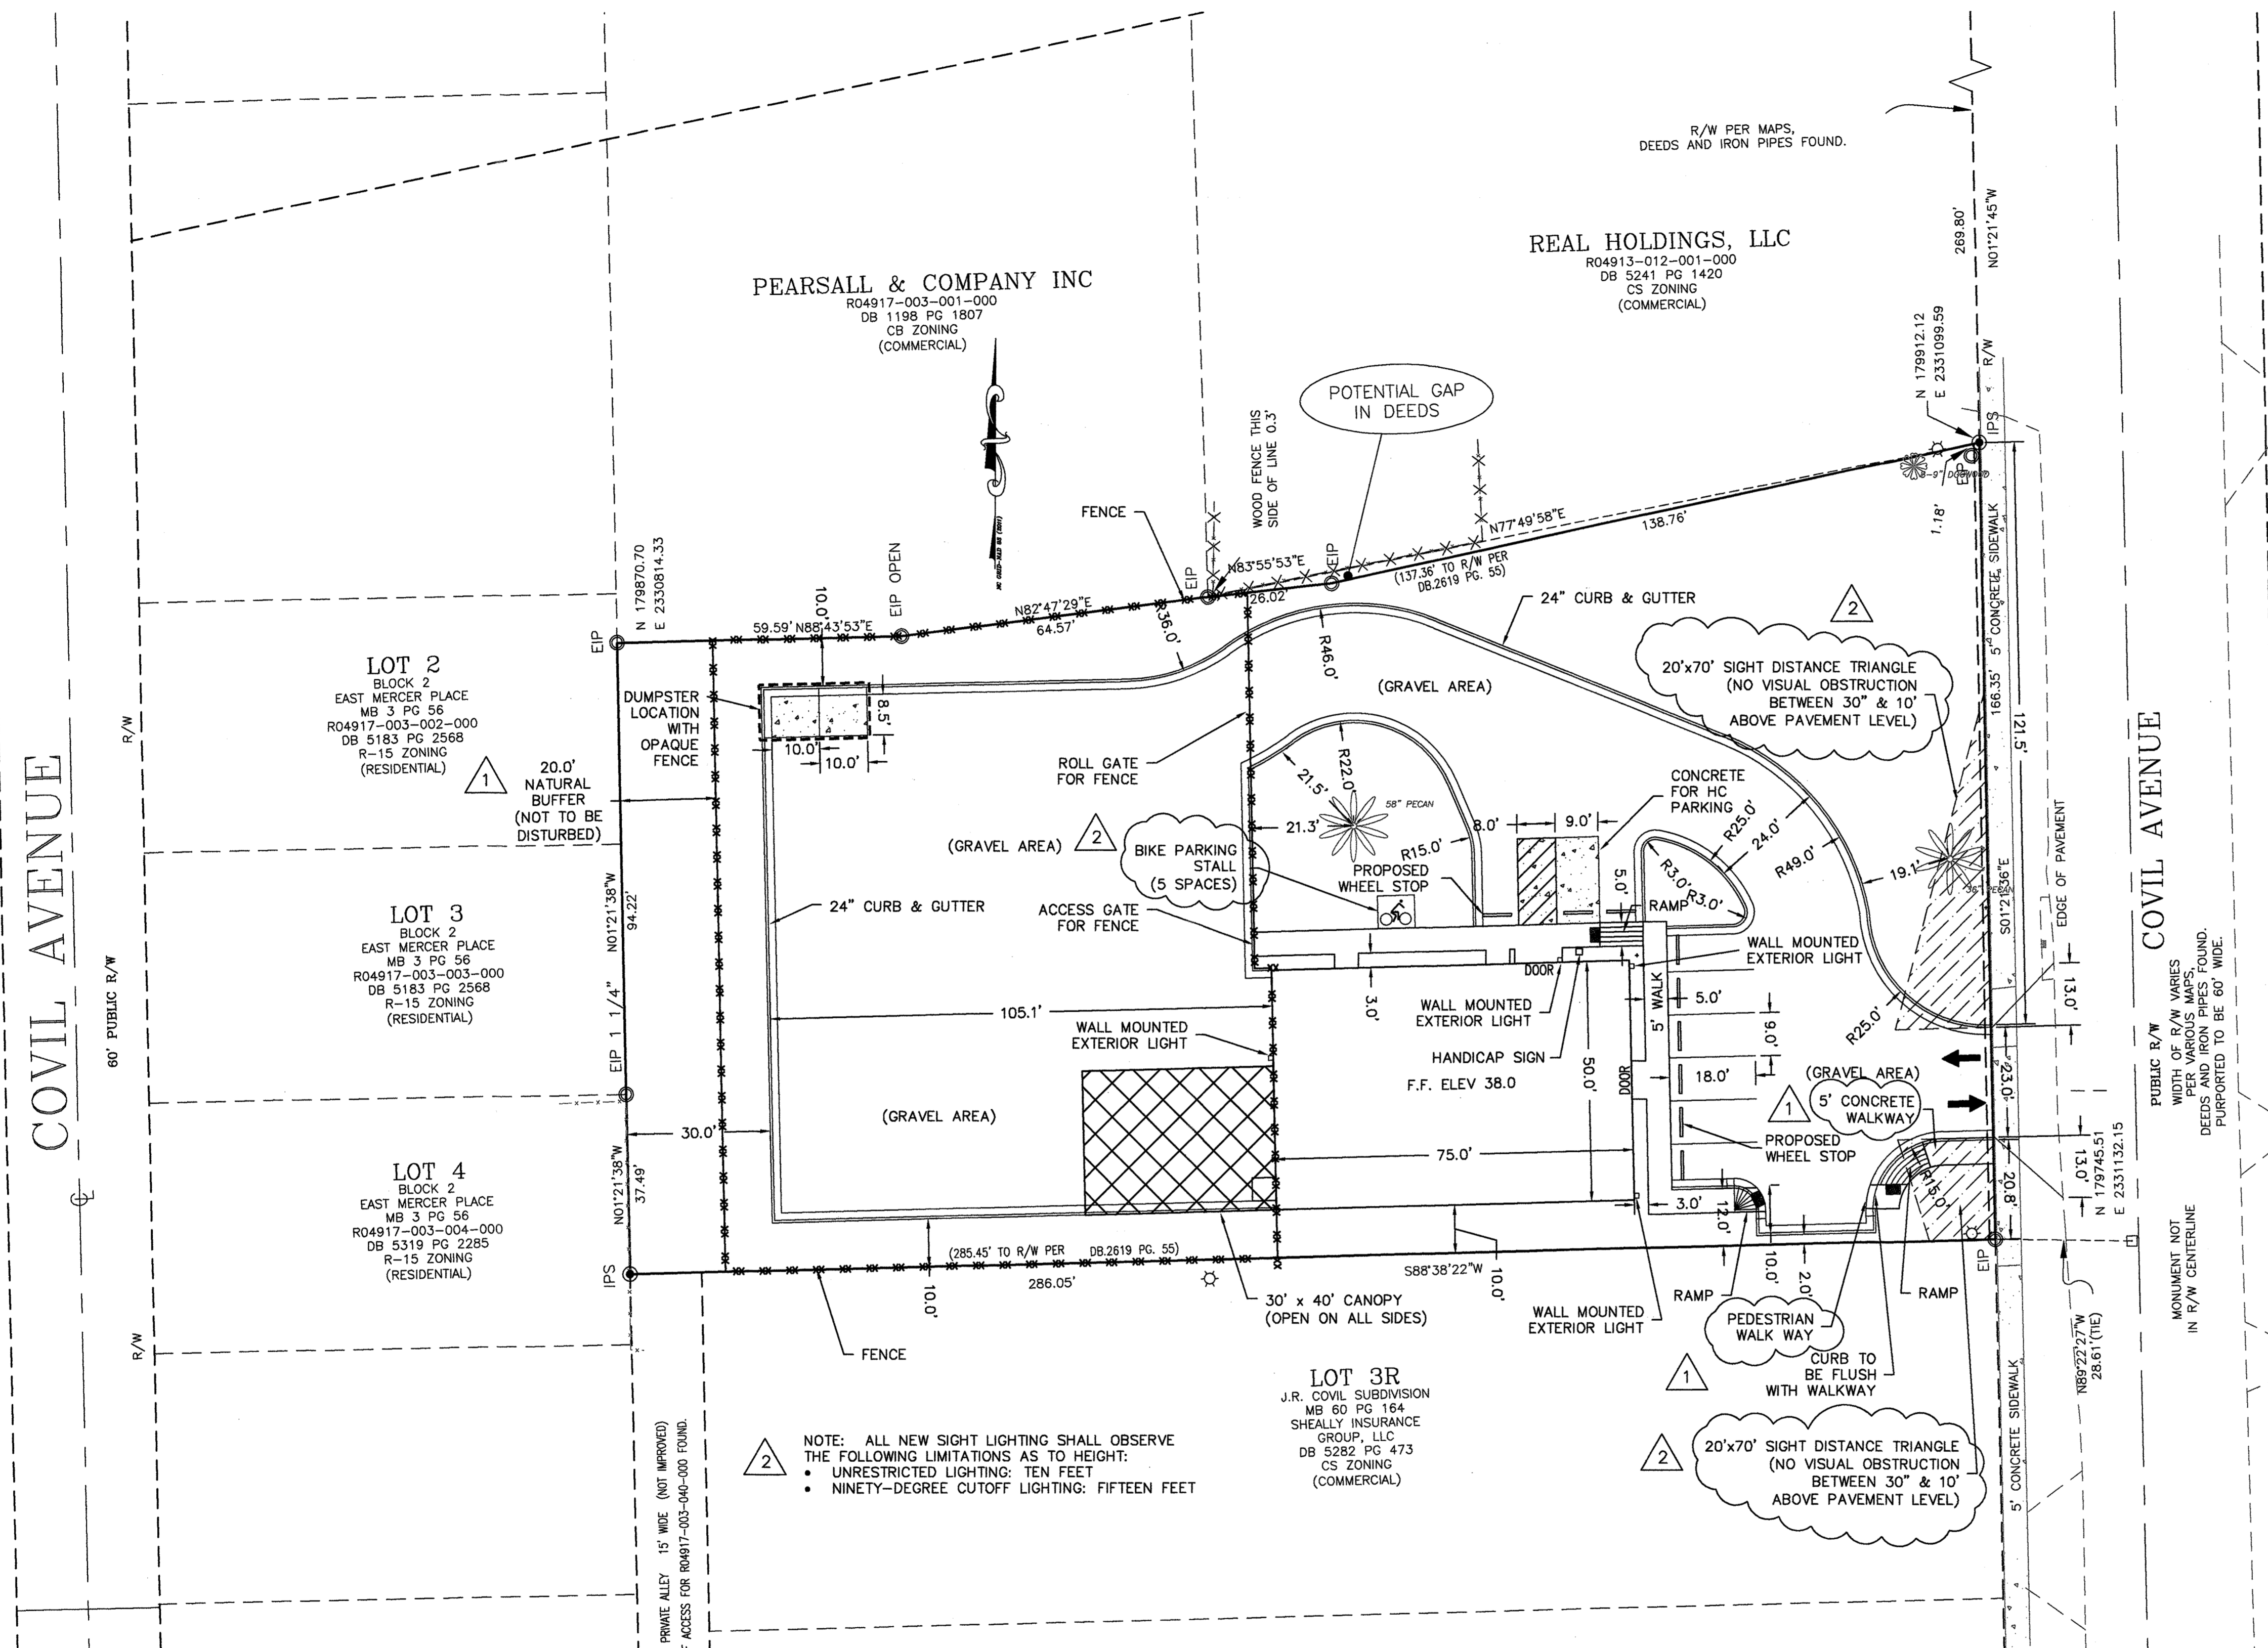 R/W PER MAPS,
DEEDS AND IRON PIPES FOUND.
269.80'
N01°21'45"W
REAL HOLDINGS, LLC
R04913-012-001-000
DB 5241 PG 1420
CS ZONING
(COMMERCIAL)
PEARSALL & COMPANY INC
R04917-003-001-000
DB 1198 PG 1807
CB ZONING
(COMMERCIAL)
POTENTIAL GAP
IN DEEDS
WOOD FENCE THIS
SIDE OF LINE 0.3'
N 179912.12
E 2331099.59
R/W
IPS
EIP
1.18'
FENCE
EIP
N83°55'53"E
26.02'
EIP
N77°49'58"E
138.76'
(137.36' TO R/W PER
DB.2619 PG. 55)
N 179870.70
E 2330814.33
EIP
EIP OPEN
10.0'
59.59' N88°43'53"E
N82°47'29"E
64.57'
R36.0'
R46.0'
24" CURB & GUTTER
5' CONCRETE SIDEWALK
166.35'
121.5'
2
20'x70' SIGHT DISTANCE TRIANGLE
(NO VISUAL OBSTRUCTION
BETWEEN 30" & 10'
ABOVE PAVEMENT LEVEL)
LOT 2
BLOCK 2
EAST MERCER PLACE
MB 3 PG 56
R04917-003-002-000
DB 5183 PG 2568
R-15 ZONING
(RESIDENTIAL)
1
20.0'
NATURAL
BUFFER
(NOT TO BE
DISTURBED)
DUMPSTER
LOCATION
WITH
OPAQUE
FENCE
8.5'
10.0'
10.0'
ROLL GATE
FOR FENCE
(GRAVEL AREA)
R22.0'
21.5'
58" PECAN
21.3'
R15.0'
8.0'
9.0'
CONCRETE
FOR HC
PARKING
R25.0'
24.0'
R49.0'
19.1'
36" PECAN
S01°21'36"E
EDGE OF PAVEMENT
(GRAVEL AREA)
2
BIKE PARKING
STALL
(5 SPACES)
PROPOSED
WHEEL STOP
5.0'
R3.0'
R3.0'
RAMP
LOT 3
BLOCK 2
EAST MERCER PLACE
MB 3 PG 56
R04917-003-003-000
DB 5183 PG 2568
R-15 ZONING
(RESIDENTIAL)
N01°21'38"W
94.22'
24" CURB & GUTTER
ACCESS GATE
FOR FENCE
3.0'
DOOR
WALL MOUNTED
EXTERIOR LIGHT
WALL MOUNTED
EXTERIOR LIGHT
5' WALK
5.0'
9.0'
18.0'
R25.0'
13.0'
EIP 1 1/4"
105.1'
WALL MOUNTED
EXTERIOR LIGHT
HANDICAP SIGN
F.F. ELEV 38.0
50.0'
DOOR
(GRAVEL AREA)
23.0'
1
5' CONCRETE
WALKWAY
(GRAVEL AREA)
30.0'
75.0'
PROPOSED
WHEEL STOP
13.0'
20.8'
R15.0'
LOT 4
BLOCK 2
EAST MERCER PLACE
MB 3 PG 56
R04917-003-004-000
DB 5319 PG 2285
R-15 ZONING
(RESIDENTIAL)
N01°21'38"W
37.49'
3.0'
12.0'
10.0'
2.0'
IPS
(285.45' TO R/W PER DB.2619 PG. 55)
286.05'
S88°38'22"W
10.0'
10.0'
EIP
30' x 40' CANOPY
(OPEN ON ALL SIDES)
FENCE
RAMP
WALL MOUNTED
EXTERIOR LIGHT
PEDESTRIAN
WALK WAY
RAMP
1
CURB TO
BE FLUSH
WITH WALKWAY
LOT 3R
J.R. COVIL SUBDIVISION
MB 60 PG 164
SHEALLY INSURANCE
GROUP, LLC
DB 5282 PG 473
CS ZONING
(COMMERCIAL)
2
NOTE: ALL NEW SIGHT LIGHTING SHALL OBSERVE
THE FOLLOWING LIMITATIONS AS TO HEIGHT:
• UNRESTRICTED LIGHTING: TEN FEET
• NINETY-DEGREE CUTOFF LIGHTING: FIFTEEN FEET
2
20'x70' SIGHT DISTANCE TRIANGLE
(NO VISUAL OBSTRUCTION
BETWEEN 30" & 10'
ABOVE PAVEMENT LEVEL)
5' CONCRETE SIDEWALK
PRIVATE ALLEY 15' WIDE (NOT IMPROVED)
ACCESS FOR R04917-003-040-000 FOUND.
COVIL AVENUE
60' PUBLIC R/W
R/W
R/W
COVIL AVENUE
PUBLIC R/W
WIDTH OF R/W VARIES
PER VARIOUS MAPS,
DEEDS AND IRON PIPES FOUND.
PURPORTED TO BE 60' WIDE.
N 179745.51
E 2331132.15
MONUMENT NOT
IN R/W CENTERLINE
N89°22'27"W
28.61'(TIE)